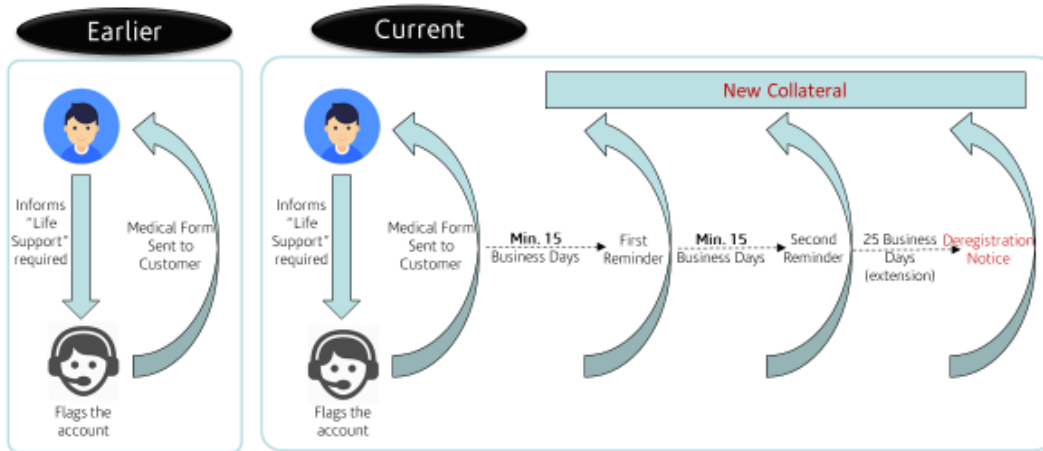 Earlier
Informs
"Life
Support"
required
Medical Form
Sent to
Customer
Flags the
account
Current
New Collateral
Informs
"Life
Support"
required
Medical Form
Sent to
Customer
Flags the
account
Min. 15
Business Days
First
Reminder
Min. 15
Business Days
Second
Reminder
25 Business
Days
(extension)
Deregistration
Notice